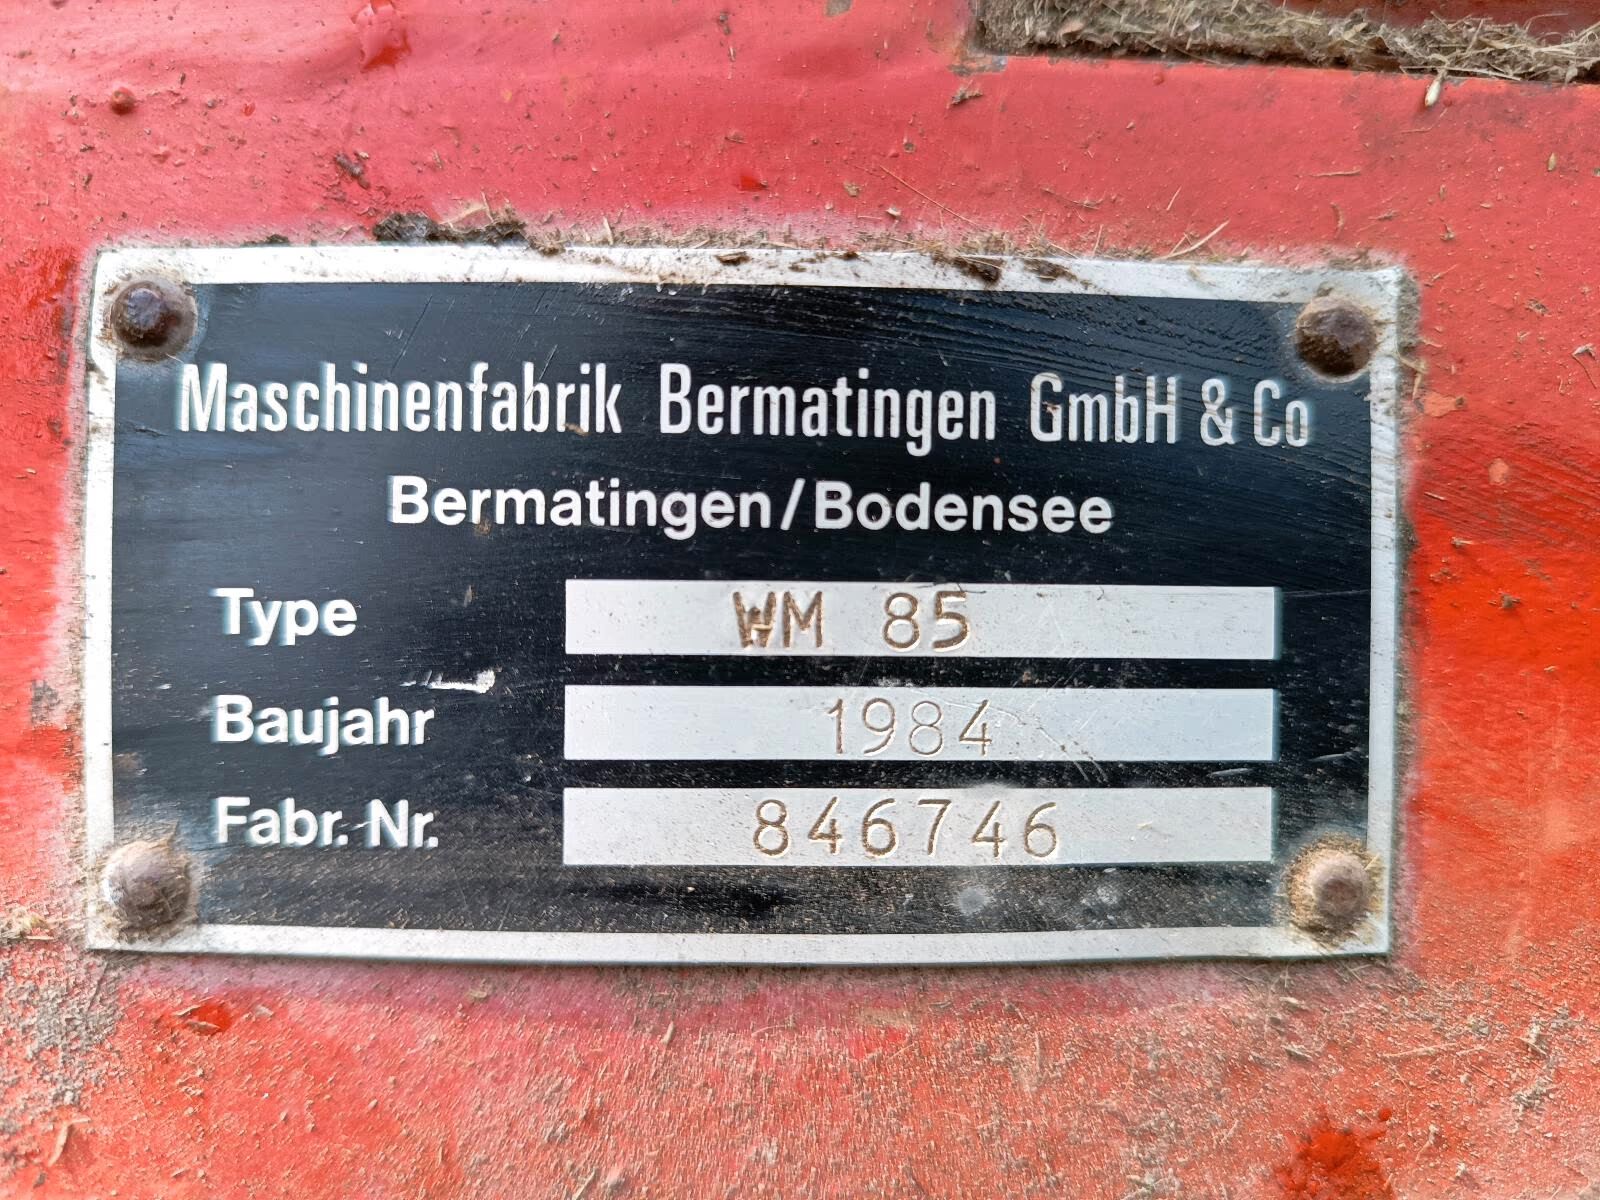 Maschinenfabrik Bermatingen GmbH & Co
Bermatingen/Bodensee
Type WM 85
Baujahr 1984
Fabr. Nr. 846746